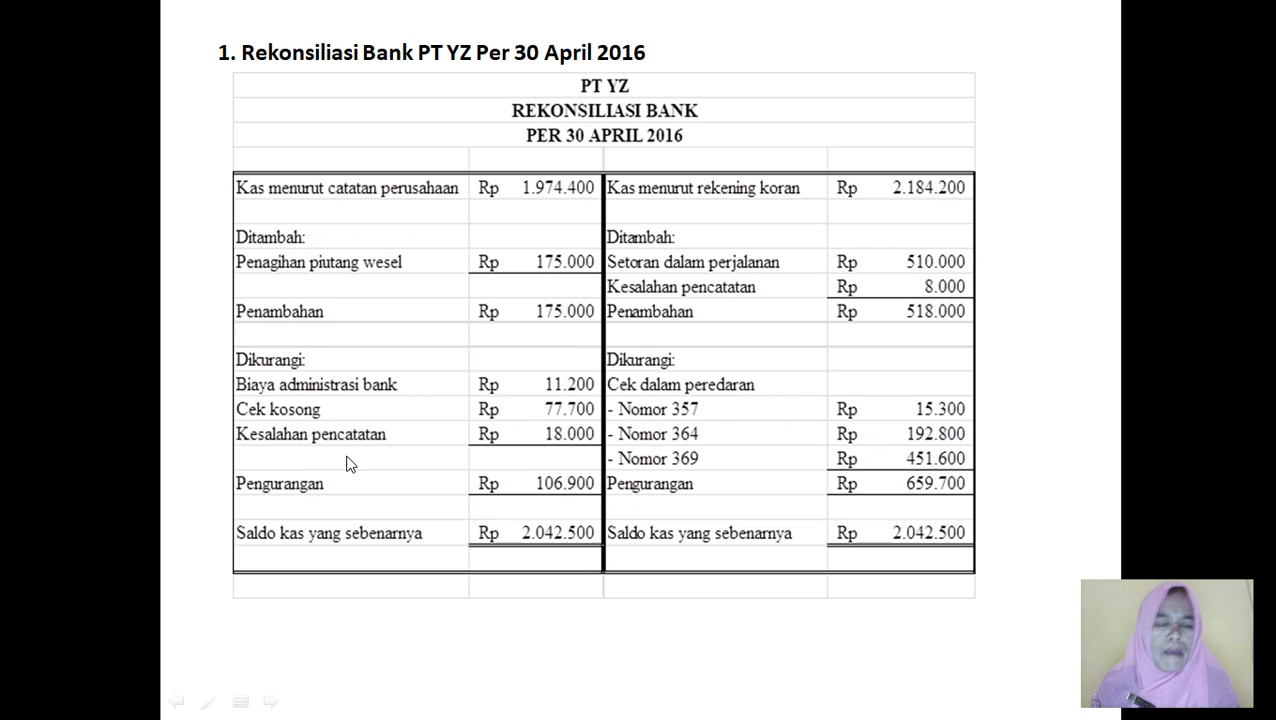 1. Rekonsiliasi Bank PT YZ Per 30 April 2016
PT YZ
REKONSILIASI BANK
PER 30 APRIL 2016
Kas menurut catatan perusahaan Rp 1.974.400 Kas menurut rekening koran Rp 2.184.200
Ditambah: Ditambah:
Penagihan piutang wesel Rp 175.000 Setoran dalam perjalanan Rp 510.000
Kesalahan pencatatan Rp 8.000
Penambahan Rp 175.000 Penambahan Rp 518.000
Dikurangi: Dikurangi:
Biaya administrasi bank Rp 11.200 Cek dalam peredaran
Cek kosong Rp 77.700 - Nomor 357 Rp 15.300
Kesalahan pencatatan Rp 18.000 - Nomor 364 Rp 192.800
- Nomor 369 Rp 451.600
Pengurangan Rp 106.900 Pengurangan Rp 659.700
Saldo kas yang sebenarnya Rp 2.042.500 Saldo kas yang sebenarnya Rp 2.042.500